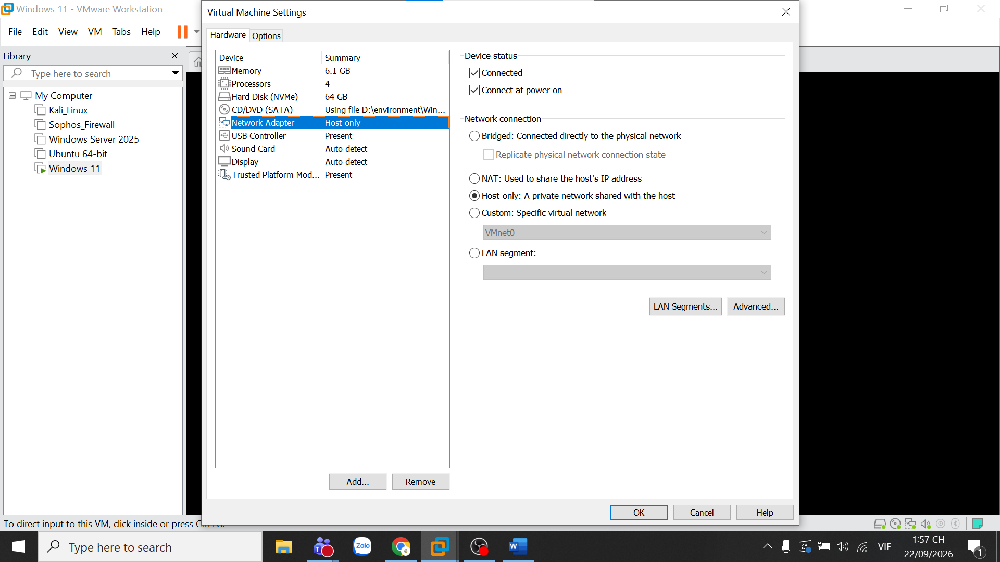 Windows 11 - VMware Workstation
File Edit View VM Tabs Help
Library
Type here to search
My Computer
Kali_Linux
Sophos_Firewall
Windows Server 2025
Ubuntu 64-bit
Windows 11
Virtual Machine Settings
Hardware Options
Device Summary
Memory 6.1 GB
Processors 4
Hard Disk (NVMe) 64 GB
CD/DVD (SATA) Using file D:\environment\Win...
Network Adapter Host-only
USB Controller Present
Sound Card Auto detect
Display Auto detect
Trusted Platform Mod... Present
Add... Remove
Device status
Connected
Connect at power on
Network connection
Bridged: Connected directly to the physical network
Replicate physical network connection state
NAT: Used to share the host's IP address
Host-only: A private network shared with the host
Custom: Specific virtual network
VMnet0
LAN segment:
LAN Segments... Advanced...
OK Cancel Help
To direct input to this VM, click inside or press Ctrl+G.
Type here to search
Zalo
VIE
1:57 CH
22/09/2026
1